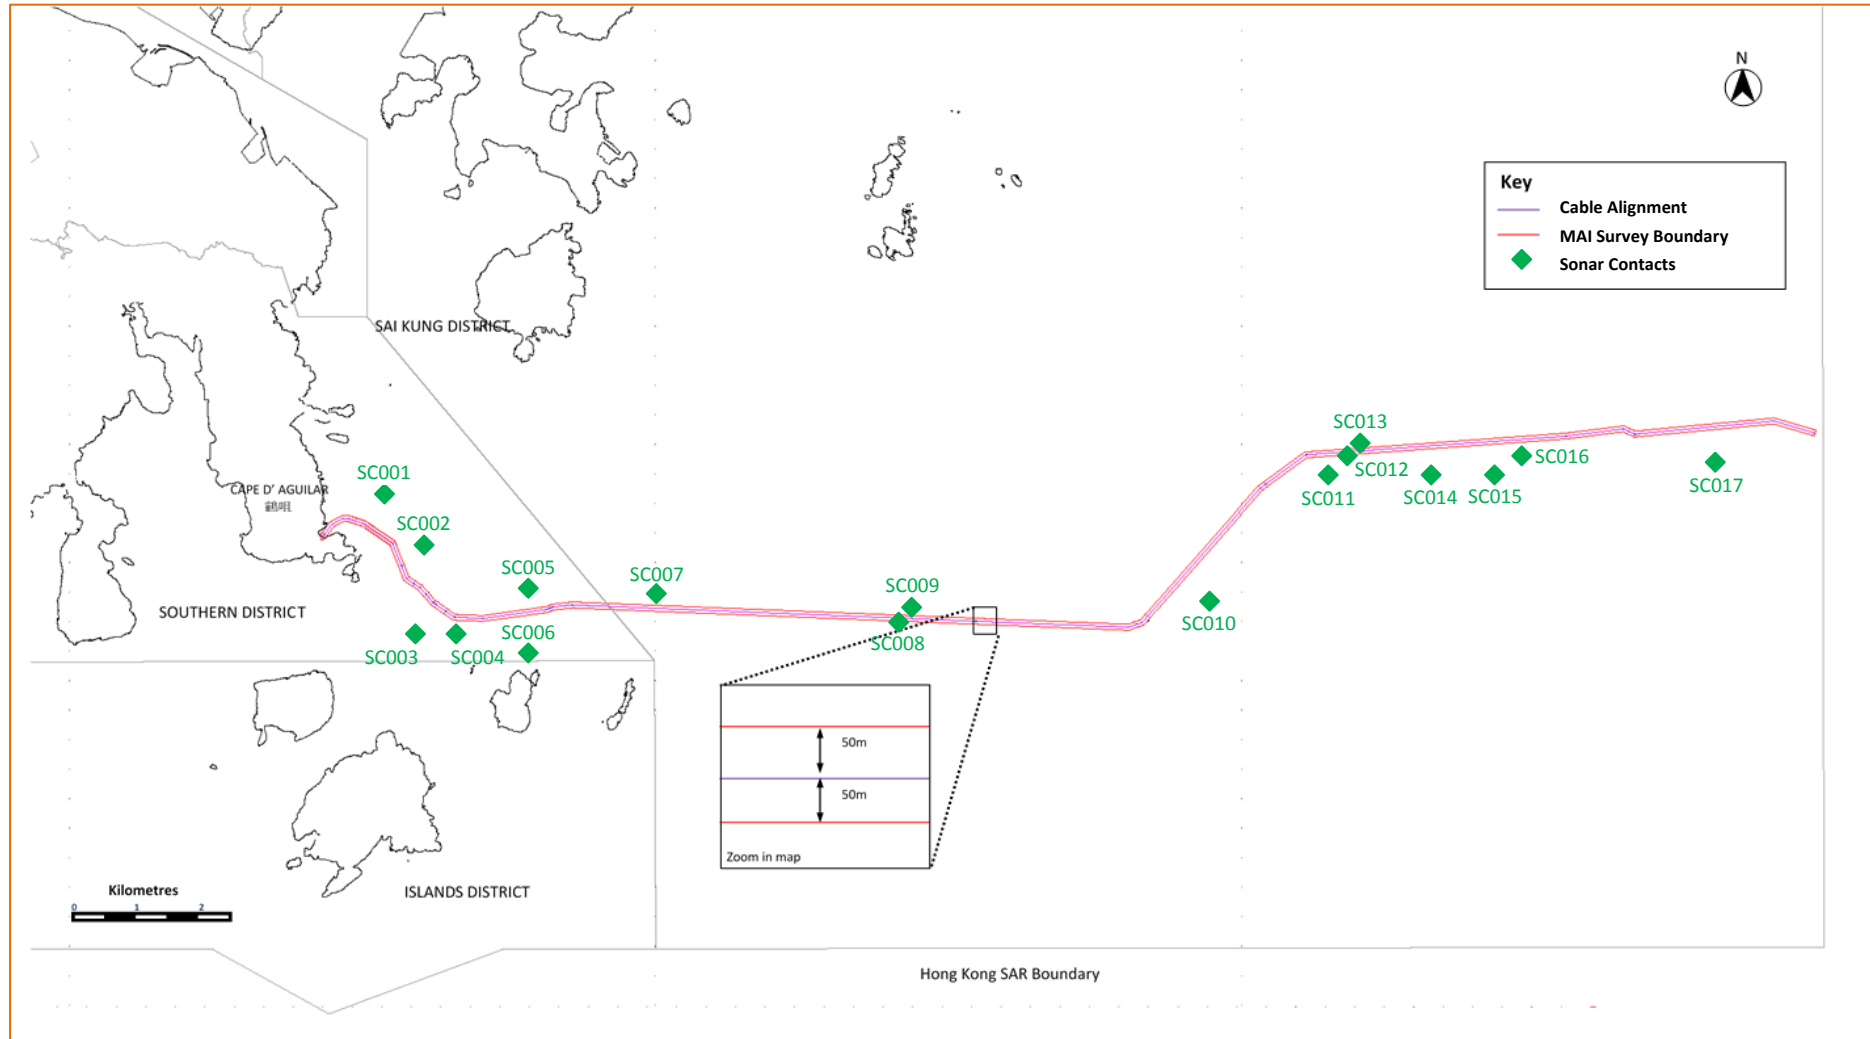 N
Key
Cable Alignment
MAI Survey Boundary
Sonar Contacts
SAI KUNG DISTRICT
SC013
SC012
SC016
SC011
SC014
SC015
SC017
SC001
CAPE D' AGUILAR
鶴咀
SC002
SC005
SC007
SC009
SC010
SOUTHERN DISTRICT
SC006
SC003
SC004
SC008
50m
50m
Zoom in map
Kilometres
0 1 2
ISLANDS DISTRICT
Hong Kong SAR Boundary